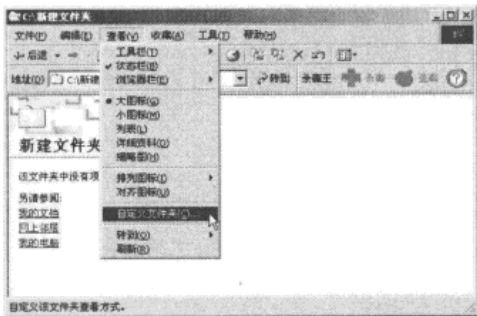 C:\新建文件夹
文件(F) 编辑(E) 查看(V) 收藏(A) 工具(T) 帮助(H)
后退
地址(D) C:\新建
转到
工具栏(T)
状态栏(B)
浏览器栏(E)
大图标(G)
小图标(M)
列表(L)
详细资料(D)
缩略图(H)
排列图标(I)
对齐图标(U)
自定义文件夹(C)...
转到(O)
刷新(R)
新建文件夹
该文件夹中没有项
另请参阅:
我的文档
网上邻居
我的电脑
自定义该文件夹查看方式。